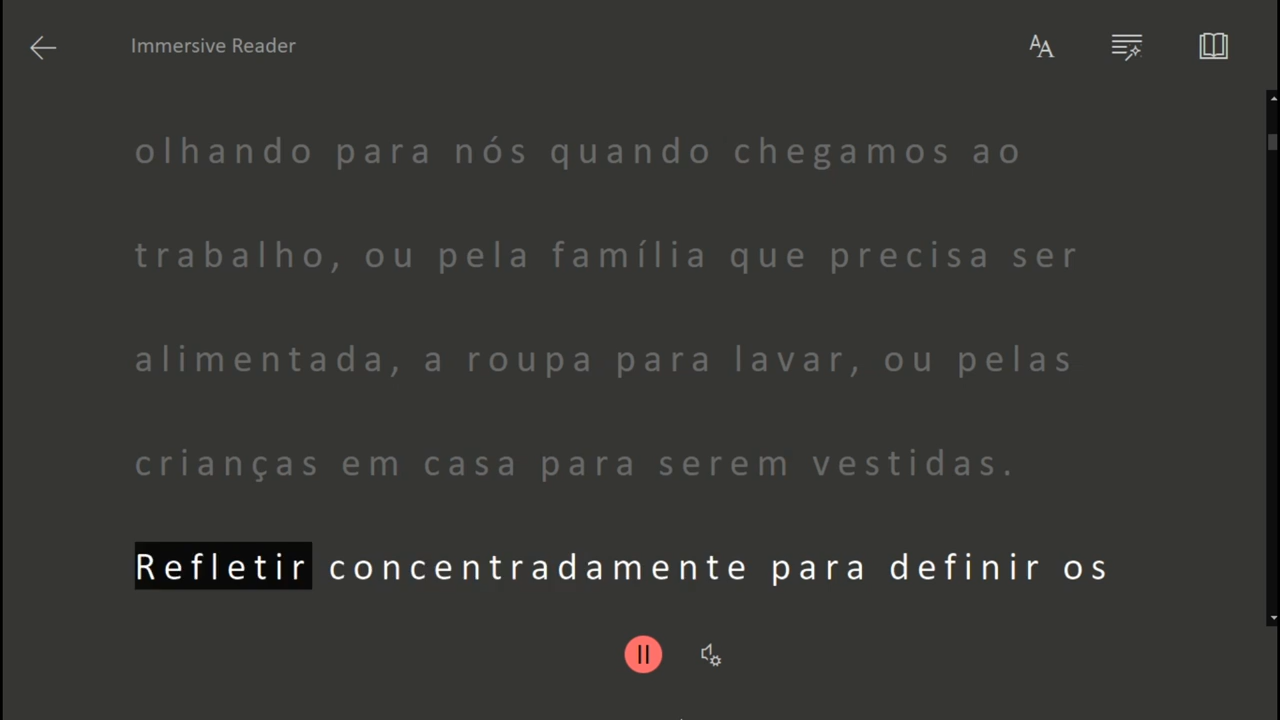 Immersive Reader
olhando para nós quando chegamos ao
trabalho, ou pela família que precisa ser
alimentada, a roupa para lavar, ou pelas
crianças em casa para serem vestidas.
Refletir concentradamente para definir os